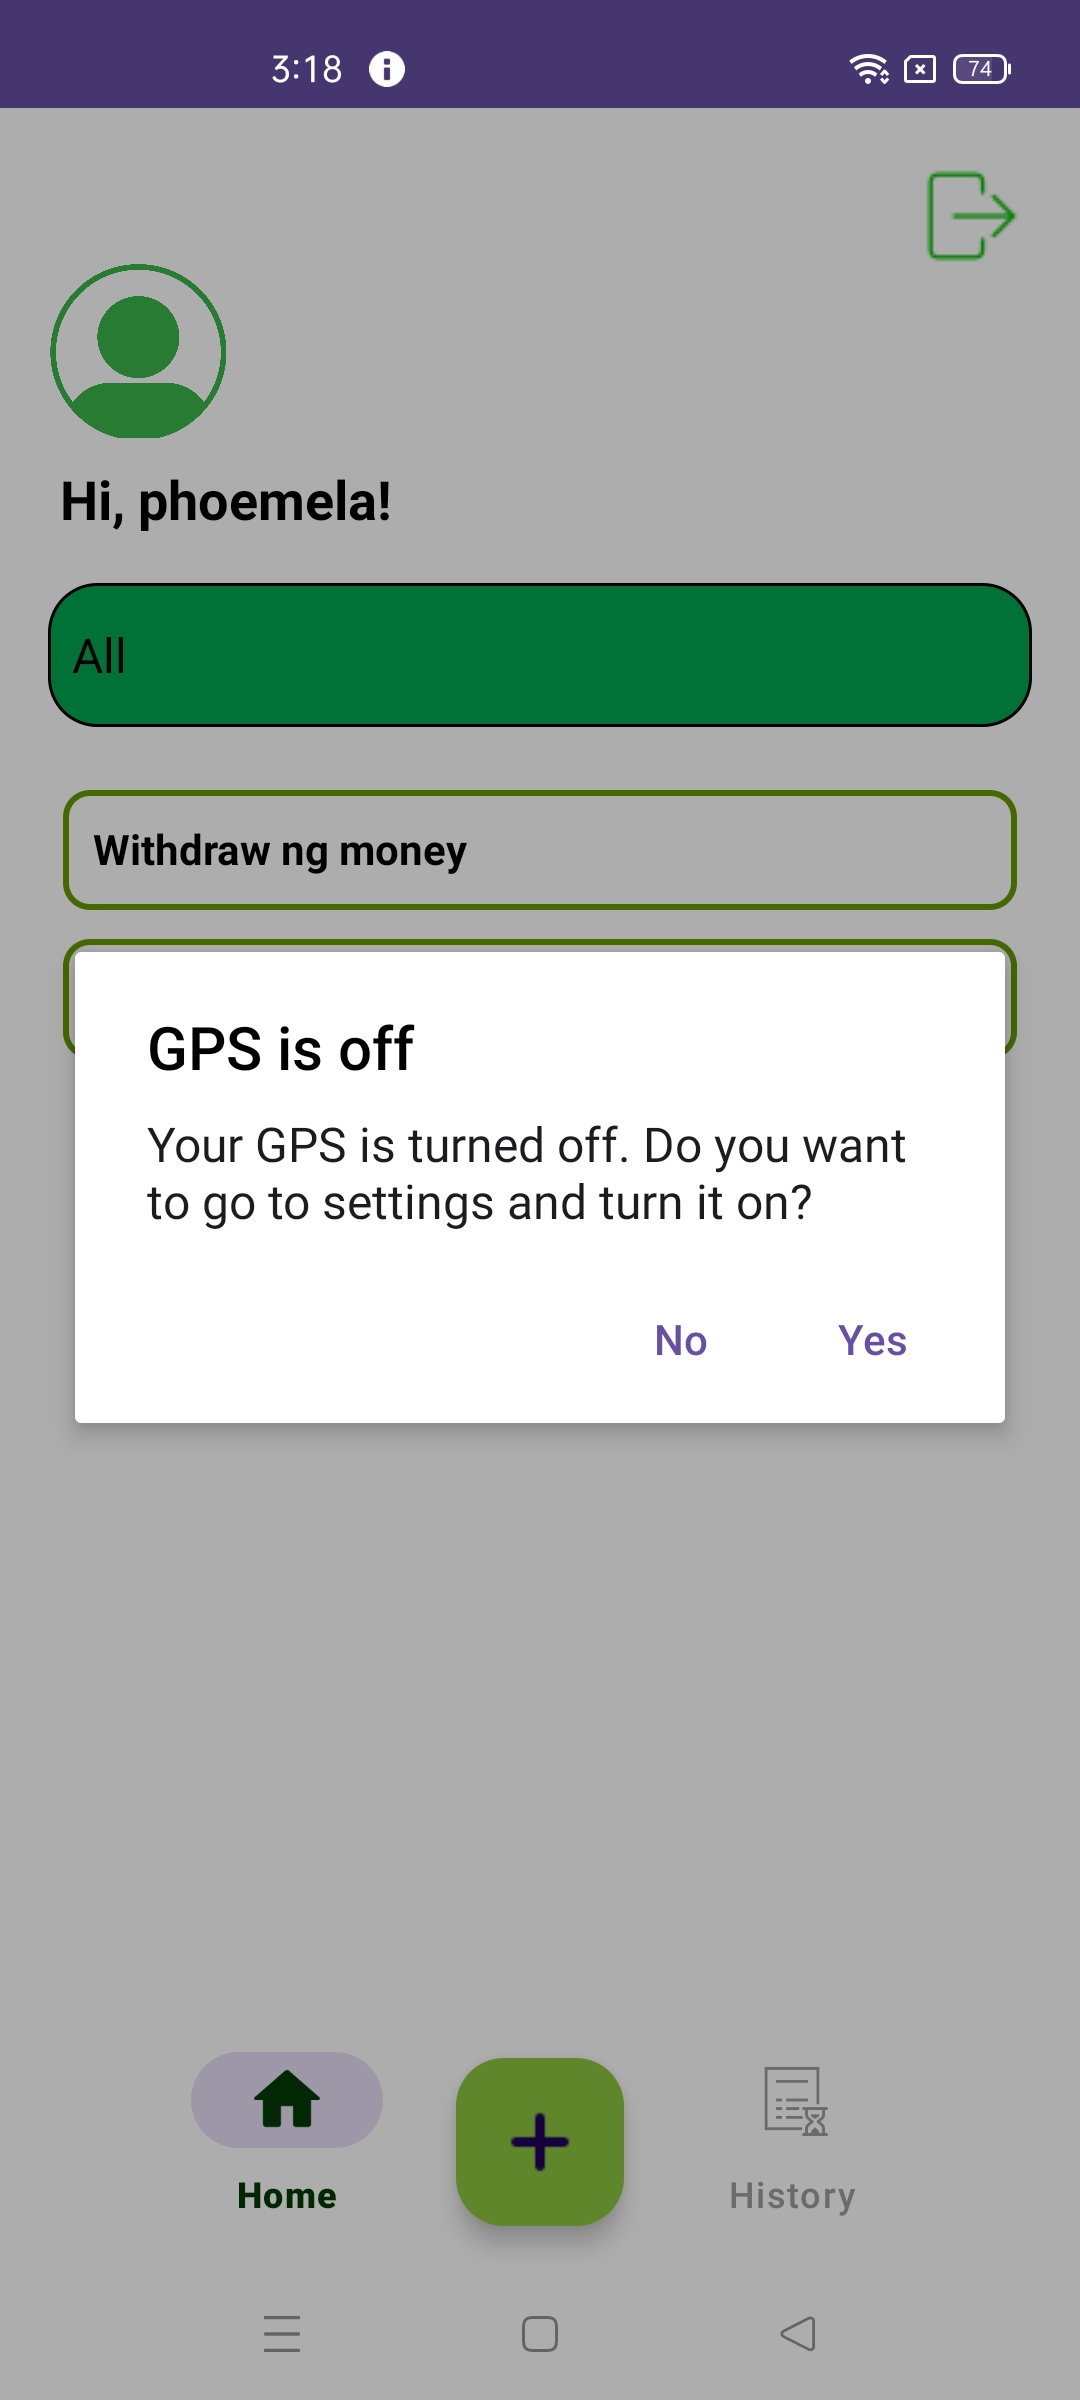 3:18
74
Hi, phoemela!
All
Withdraw ng money
GPS is off
Your GPS is turned off. Do you want
to go to settings and turn it on?
No Yes
Home
History